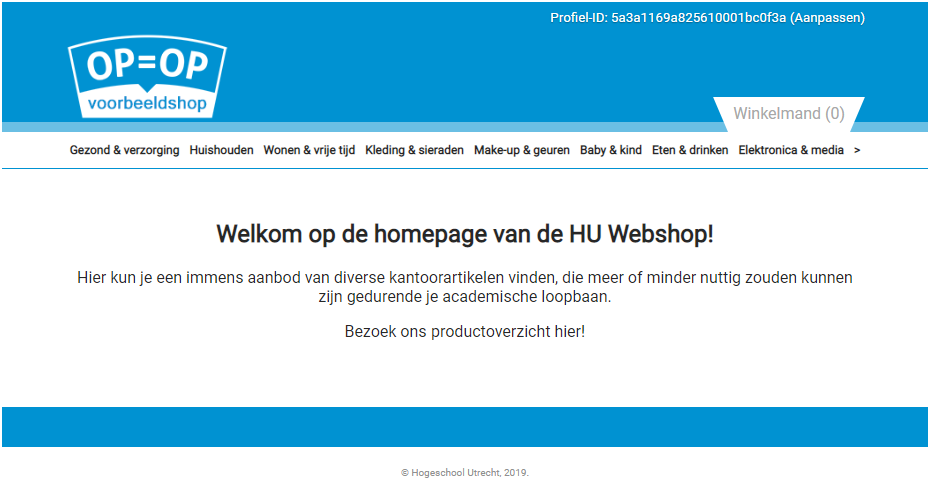 Profiel-ID: 5a3a1169a825610001bc0f3a (Aanpassen)
OP=OP
voorbeeldshop
Winkelmand (0)
Gezond & verzorging Huishouden Wonen & vrije tijd Kleding & sieraden Make-up & geuren Baby & kind Eten & drinken Elektronica & media >
Welkom op de homepage van de HU Webshop!
Hier kun je een immens aanbod van diverse kantoorartikelen vinden, die meer of minder nuttig zouden kunnen
zijn gedurende je academische loopbaan.
Bezoek ons productoverzicht hier!
© Hogeschool Utrecht, 2019.